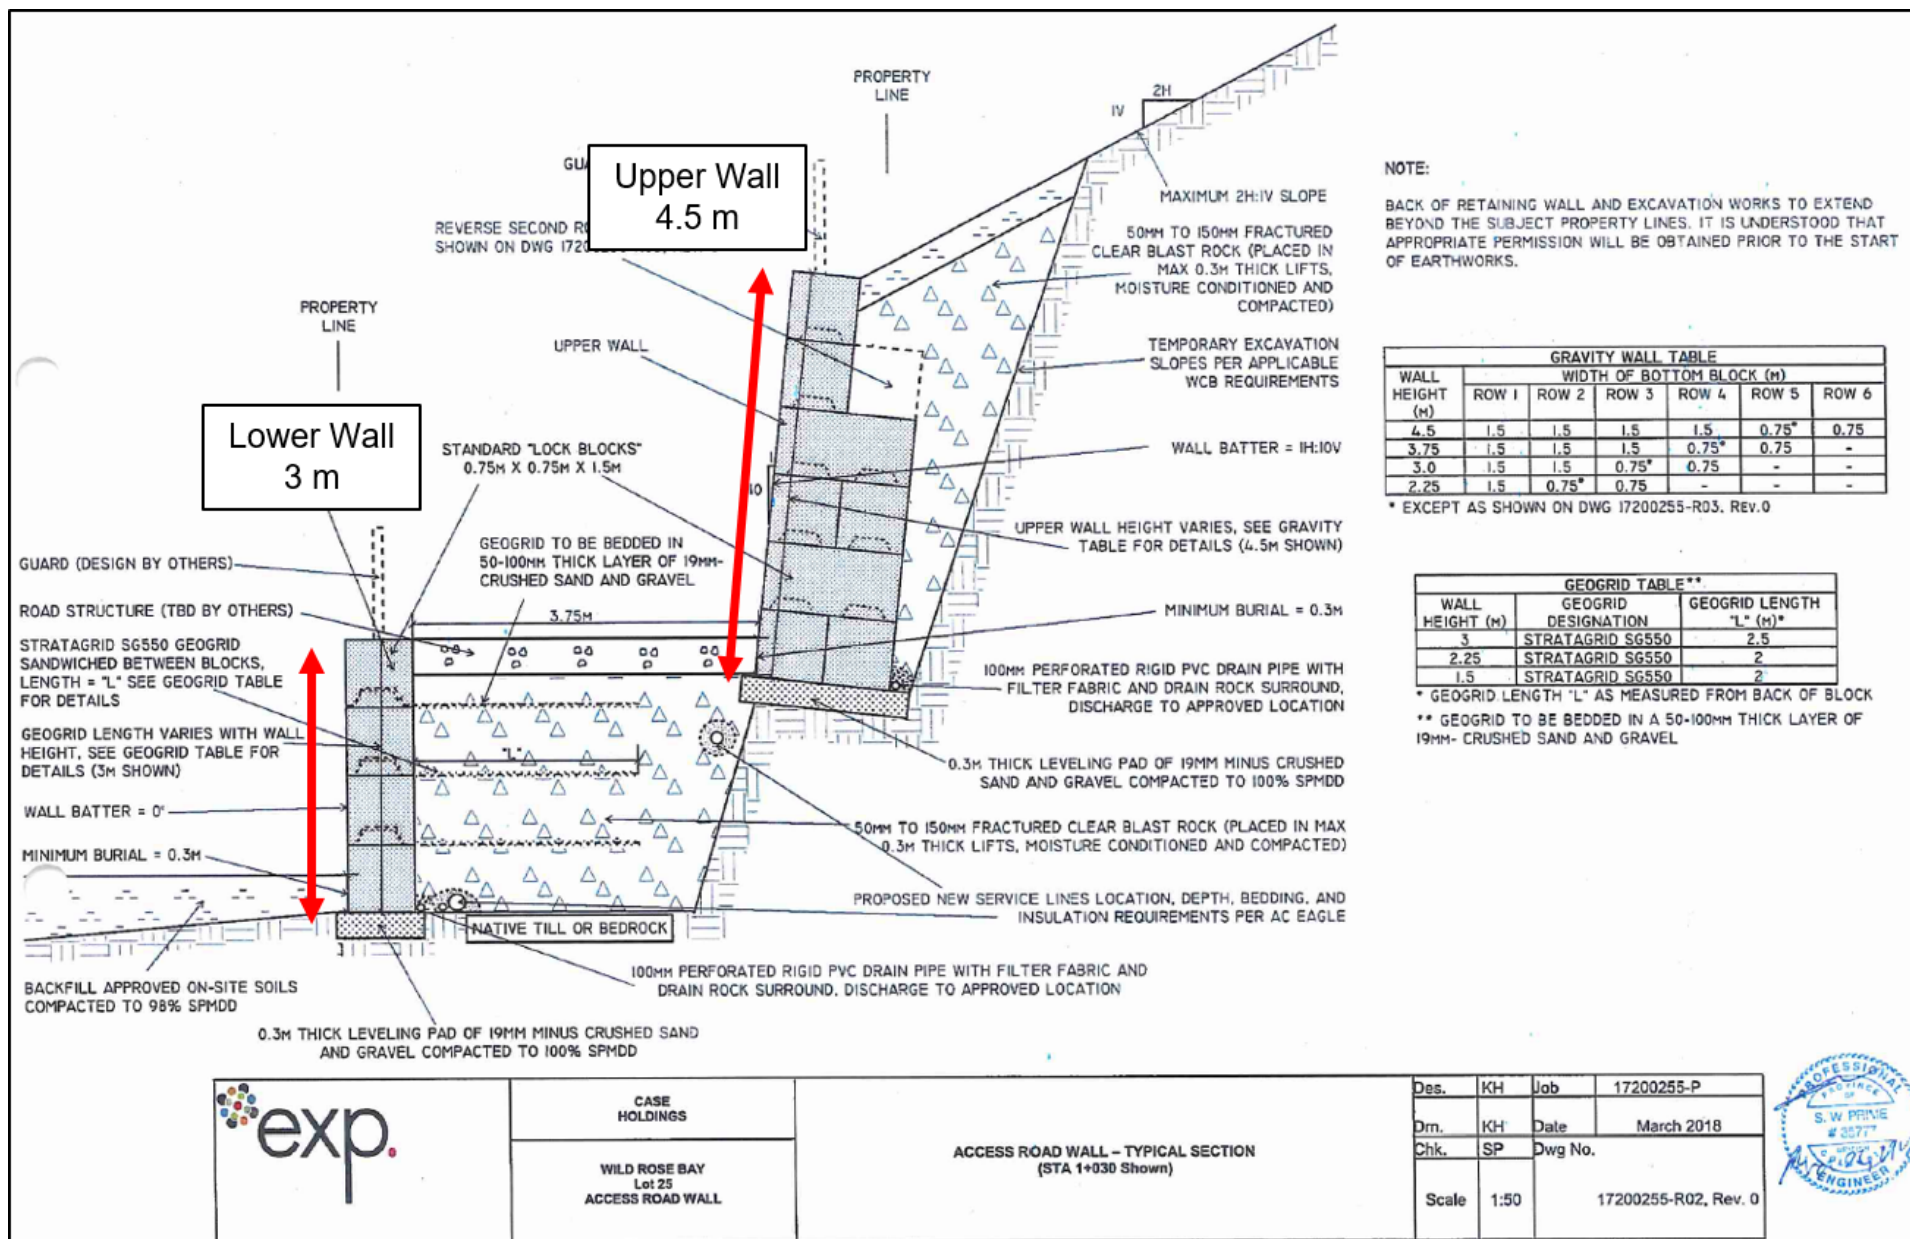 PROPERTY
LINE
2H
1V
Upper Wall
4.5 m
REVERSE SECOND
SHOWN ON DWG
MAXIMUM 2H:1V SLOPE
50MM TO 150MM FRACTURED
CLEAR BLAST ROCK (PLACED IN
MAX 0.3M THICK LIFTS,
MOISTURE CONDITIONED AND
COMPACTED)
PROPERTY
LINE
UPPER WALL
TEMPORARY EXCAVATION
SLOPES PER APPLICABLE
WCB REQUIREMENTS
Lower Wall
3 m
STANDARD "LOCK BLOCKS"
0.75M X 0.75M X 1.5M
WALL BATTER = 1H:10V
10
UPPER WALL HEIGHT VARIES, SEE GRAVITY
TABLE FOR DETAILS (4.5M SHOWN)
GEOGRID TO BE BEDDED IN
50-100MM THICK LAYER OF 19MM-
CRUSHED SAND AND GRAVEL
GUARD (DESIGN BY OTHERS)
ROAD STRUCTURE (TBD BY OTHERS)
3.75M
MINIMUM BURIAL = 0.3M
STRATAGRID SG550 GEOGRID
SANDWICHED BETWEEN BLOCKS,
LENGTH = "L" SEE GEOGRID TABLE
FOR DETAILS
100MM PERFORATED RIGID PVC DRAIN PIPE WITH
FILTER FABRIC AND DRAIN ROCK SURROUND,
DISCHARGE TO APPROVED LOCATION
GEOGRID LENGTH VARIES WITH WALL
HEIGHT, SEE GEOGRID TABLE FOR
DETAILS (3M SHOWN)
"L"
0.3M THICK LEVELING PAD OF 19MM MINUS CRUSHED
SAND AND GRAVEL COMPACTED TO 100% SPMDD
WALL BATTER = 0°
50MM TO 150MM FRACTURED CLEAR BLAST ROCK (PLACED IN MAX
0.3M THICK LIFTS, MOISTURE CONDITIONED AND COMPACTED)
MINIMUM BURIAL = 0.3M
PROPOSED NEW SERVICE LINES LOCATION, DEPTH, BEDDING, AND
INSULATION REQUIREMENTS PER AC EAGLE
NATIVE TILL OR BEDROCK
BACKFILL APPROVED ON-SITE SOILS
COMPACTED TO 98% SPMDD
100MM PERFORATED RIGID PVC DRAIN PIPE WITH FILTER FABRIC AND
DRAIN ROCK SURROUND, DISCHARGE TO APPROVED LOCATION
0.3M THICK LEVELING PAD OF 19MM MINUS CRUSHED SAND
AND GRAVEL COMPACTED TO 100% SPMDD
NOTE:
BACK OF RETAINING WALL AND EXCAVATION WORKS TO EXTEND
BEYOND THE SUBJECT PROPERTY LINES. IT IS UNDERSTOOD THAT
APPROPRIATE PERMISSION WILL BE OBTAINED PRIOR TO THE START
OF EARTHWORKS.
GRAVITY WALL TABLE
WALL HEIGHT (M) WIDTH OF BOTTOM BLOCK (M)
ROW 1 ROW 2 ROW 3 ROW 4 ROW 5 ROW 6
4.5 1.5 1.5 1.5 1.5 0.75* 0.75
3.75 1.5 1.5 1.5 0.75* 0.75 -
3.0 1.5 1.5 0.75* 0.75 - -
2.25 1.5 0.75* 0.75 - - -
* EXCEPT AS SHOWN ON DWG 17200255-R03, Rev.0
GEOGRID TABLE**
WALL HEIGHT (M) GEOGRID DESIGNATION GEOGRID LENGTH "L" (M)*
3 STRATAGRID SG550 2.5
2.25 STRATAGRID SG550 2
1.5 STRATAGRID SG550 2
* GEOGRID LENGTH "L" AS MEASURED FROM BACK OF BLOCK
** GEOGRID TO BE BEDDED IN A 50-100MM THICK LAYER OF
19MM- CRUSHED SAND AND GRAVEL
exp.
CASE
HOLDINGS
WILD ROSE BAY
Lot 25
ACCESS ROAD WALL
ACCESS ROAD WALL – TYPICAL SECTION
(STA 1+030 Shown)
Des. KH Job 17200255-P
Drn. KH Date March 2018
Chk. SP Dwg No.
Scale 1:50 17200255-R02, Rev. 0
PROFESSIONAL
PROVINCE
OF
S. W. PRIME
ENGINEER